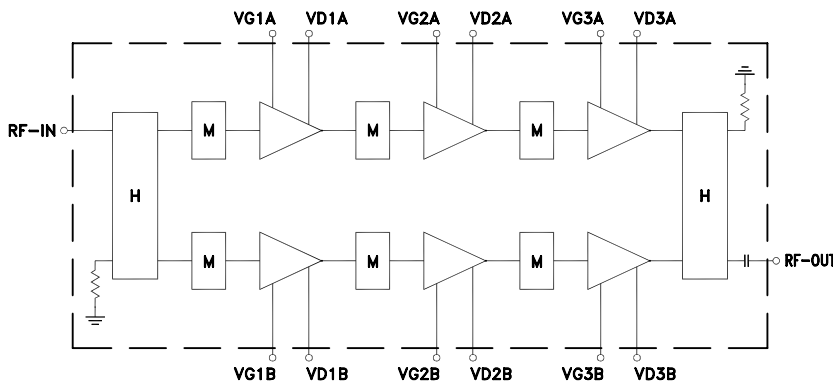 VG1A VD1A VG2A VD2A VG3A VD3A
RF-IN M M M
H H
M M M RF-OUT
VG1B VD1B VG2B VD2B VG3B VD3B